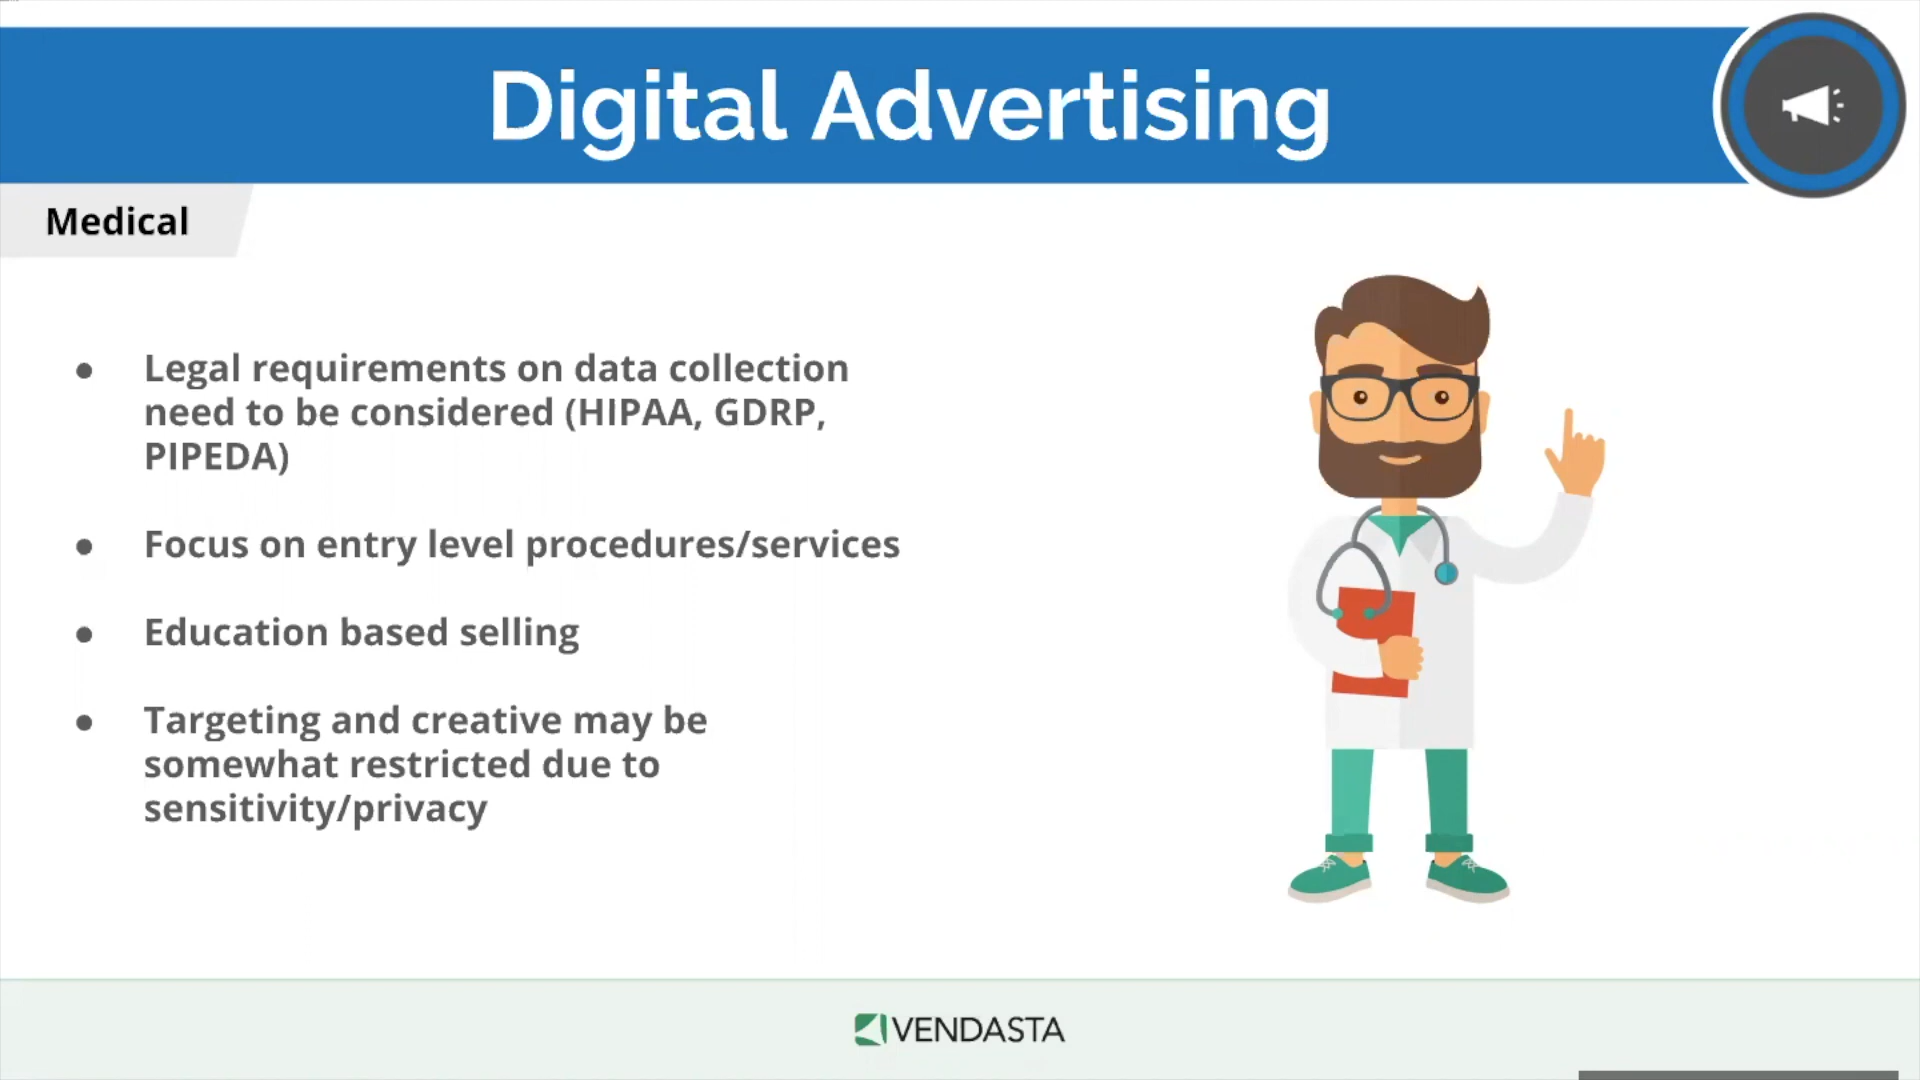 Digital Advertising
Medical
● Legal requirements on data collection
need to be considered (HIPAA, GDRP,
PIPEDA)
● Focus on entry level procedures/services
● Education based selling
● Targeting and creative may be
somewhat restricted due to
sensitivity/privacy
VENDASTA